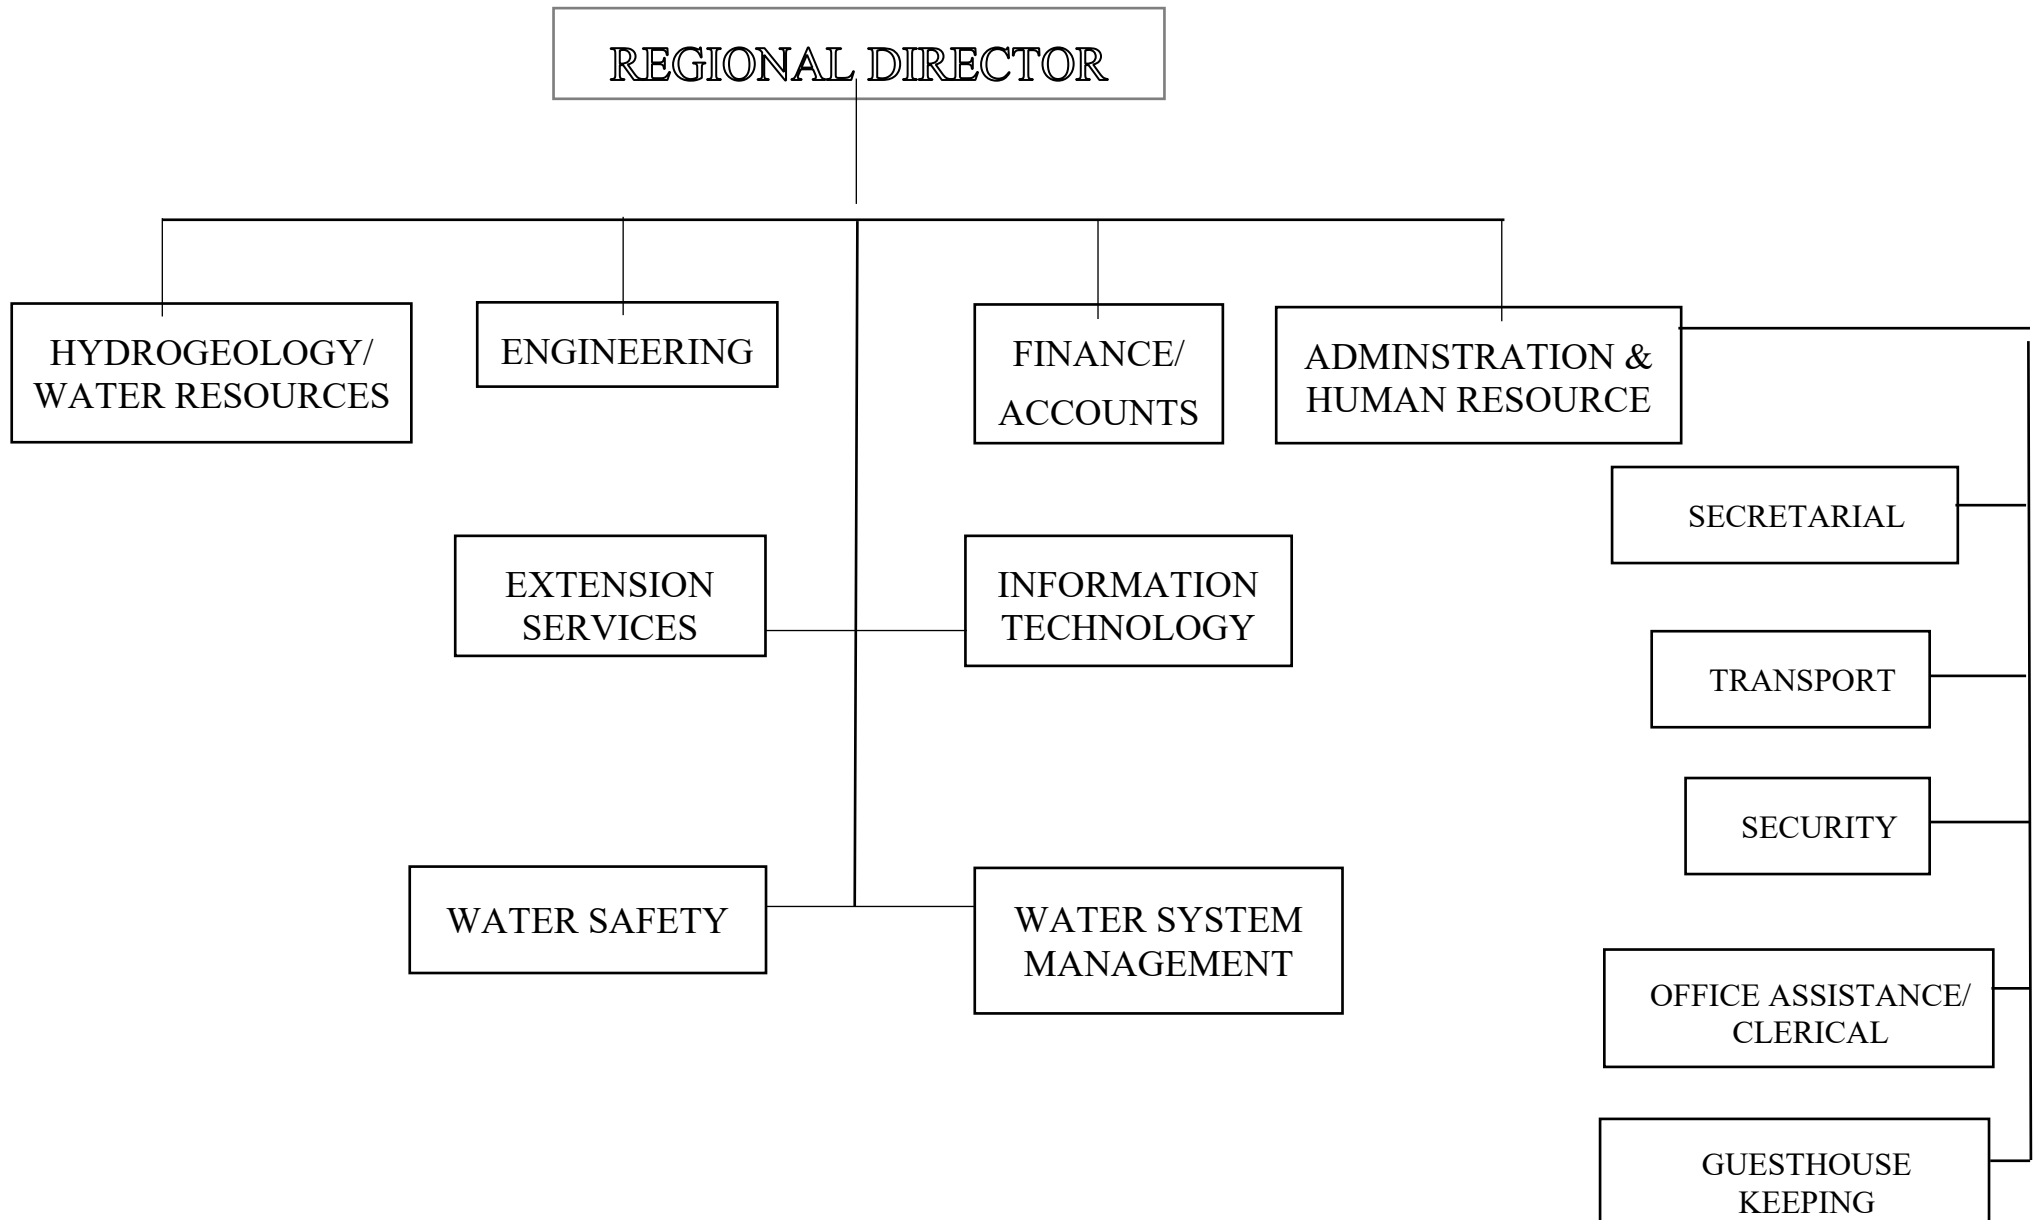 REGIONAL DIRECTOR
HYDROGEOLOGY/
WATER RESOURCES
ENGINEERING
FINANCE/
ACCOUNTS
ADMINSTRATION &
HUMAN RESOURCE
SECRETARIAL
EXTENSION
SERVICES
INFORMATION
TECHNOLOGY
TRANSPORT
SECURITY
WATER SAFETY
WATER SYSTEM
MANAGEMENT
OFFICE ASSISTANCE/
CLERICAL
GUESTHOUSE
KEEPING